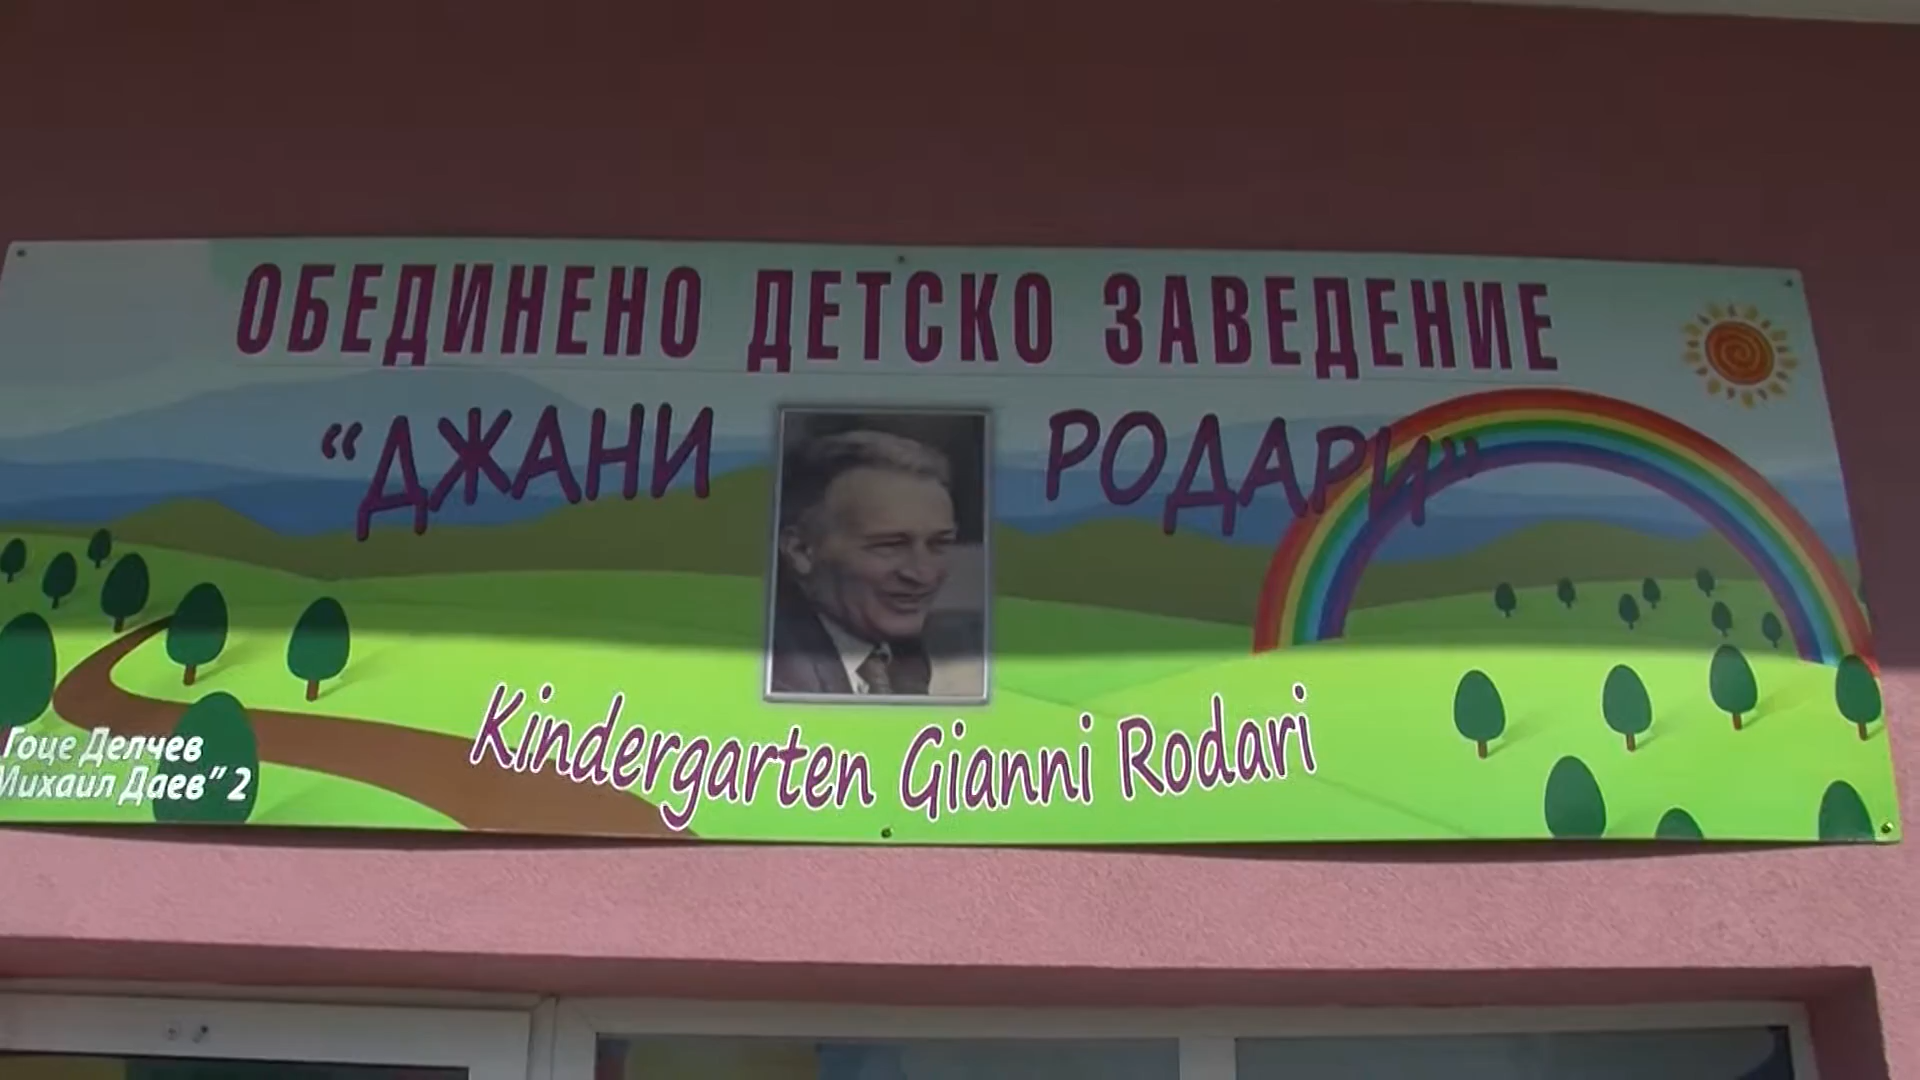 ОБЕДИНЕНО ДЕТСКО ЗАВЕДЕНИЕ
“ДЖАНИ РОДАРИ”
Kindergarten Gianni Rodari
Гоце Делчев
Михаил Даев” 2